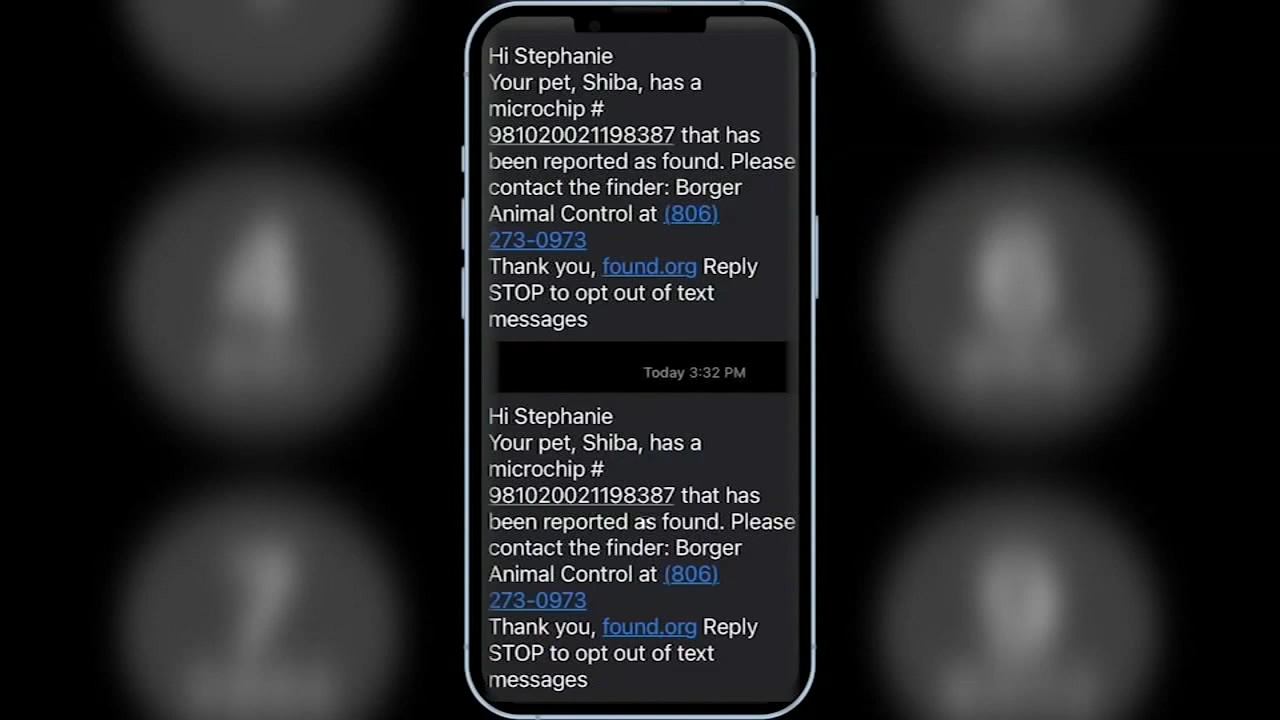 Hi Stephanie
Your pet, Shiba, has a
microchip #
981020021198387 that has
been reported as found. Please
contact the finder: Borger
Animal Control at (806)
273-0973
Thank you, found.org Reply
STOP to opt out of text
messages
Today 3:32 PM
Hi Stephanie
Your pet, Shiba, has a
microchip #
981020021198387 that has
been reported as found. Please
contact the finder: Borger
Animal Control at (806)
273-0973
Thank you, found.org Reply
STOP to opt out of text
messages